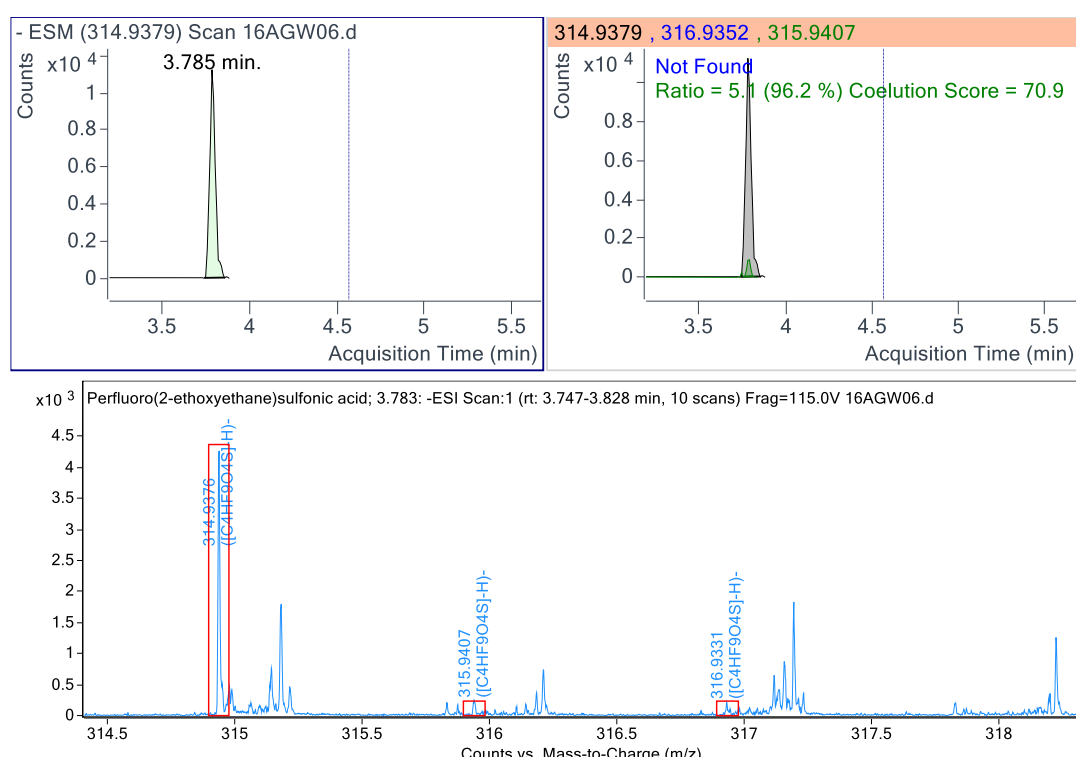 - ESM (314.9379) Scan 16AGW06.d
Counts
x10 4
3.785 min.
1
0.8
0.6
0.4
0.2
0
3.5 4 4.5 5 5.5
Acquisition Time (min)
314.9379 , 316.9352 , 315.9407
Counts
x10 4
Not Found
Ratio = 5.1 (96.2 %) Coelution Score = 70.9
0.8
0.6
0.4
0.2
0
3.5 4 4.5 5 5.5
Acquisition Time (min)
x10 3
Perfluoro(2-ethoxyethane)sulfonic acid; 3.783: -ESI Scan:1 (rt: 3.747-3.828 min, 10 scans) Frag=115.0V 16AGW06.d
4.5
4
3.5
3
2.5
2
1.5
1
0.5
0
314.9376
([C4HF9O4S]-H)-
315.9407
([C4HF9O4S]-H)-
316.9331
([C4HF9O4S]-H)-
314.5 315 315.5 316 316.5 317 317.5 318
Counts vs. Mass-to-Charge (m/z)